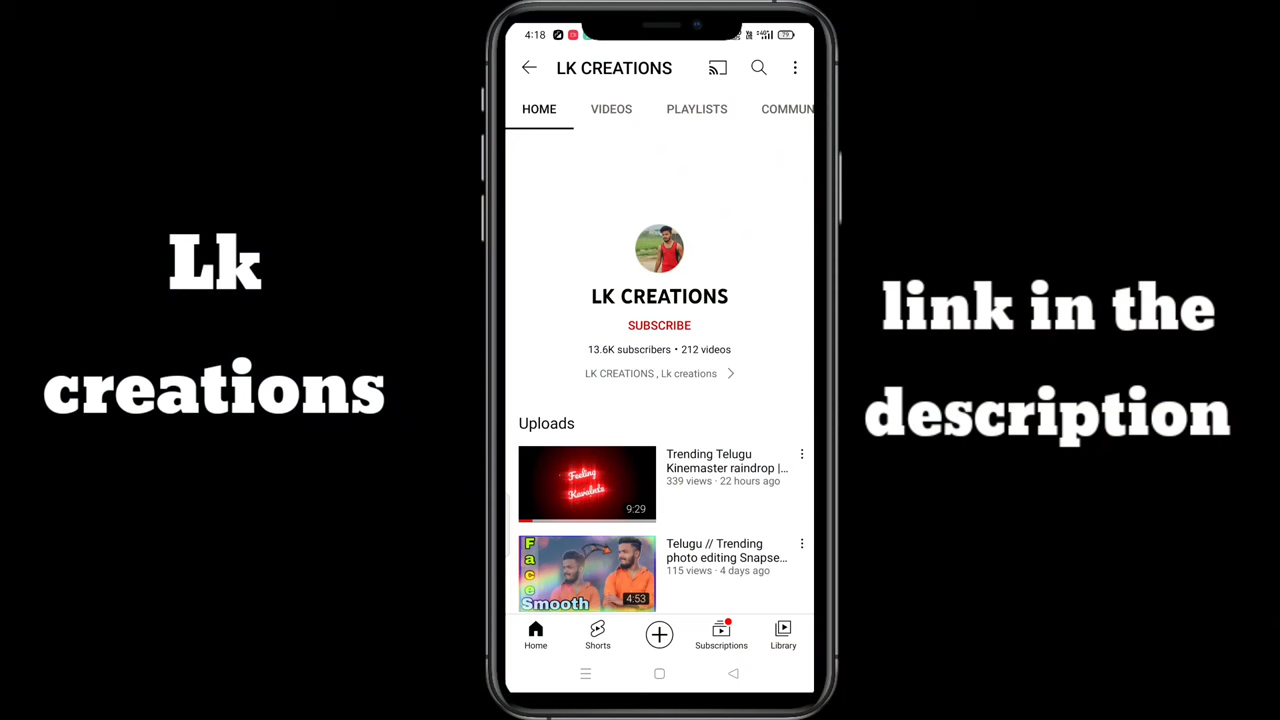 Lk
creations
4:18
79
LK CREATIONS
HOME VIDEOS PLAYLISTS COMMUN
LK CREATIONS
SUBSCRIBE
13.6K subscribers • 212 videos
LK CREATIONS , Lk creations
Uploads
Feeling
9:29
Trending Telugu
Kinemaster raindrop |...
339 views · 22 hours ago
Face
Smooth
4:53
Telugu // Trending
photo editing Snapse...
115 views · 4 days ago
Home Shorts Subscriptions Library
link in the
description